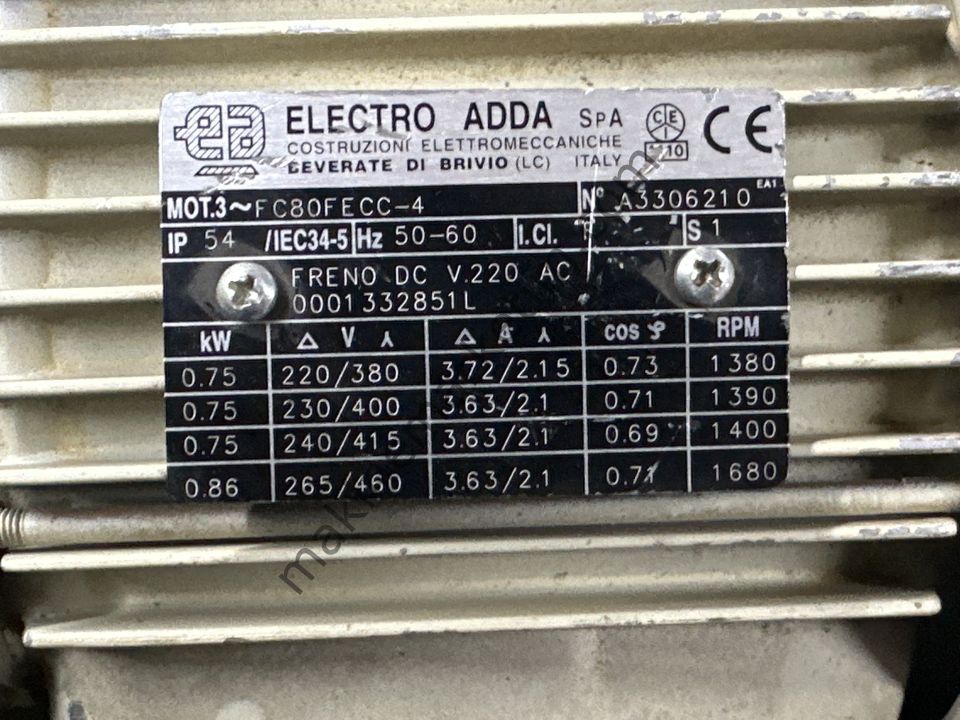 ea ELECTRO ADDA SpA CEI CE
COSTRUZIONI ELETTROMECCANICHE
BEVERATE DI BRIVIO (LC) ITALY
MOT.3~ FC80FECC-4 N° A3306210 EA1
IP 54 /IEC34-5 Hz 50-60 I.Cl. S 1
FRENO DC V.220 AC
0001332851L
kW △ V ⅄ △ A ⅄ cos φ RPM
0.75 220/380 3.72/2.15 0.73 1380
0.75 230/400 3.63/2.1 0.71 1390
0.75 240/415 3.63/2.1 0.69 1400
0.86 265/460 3.63/2.1 1680